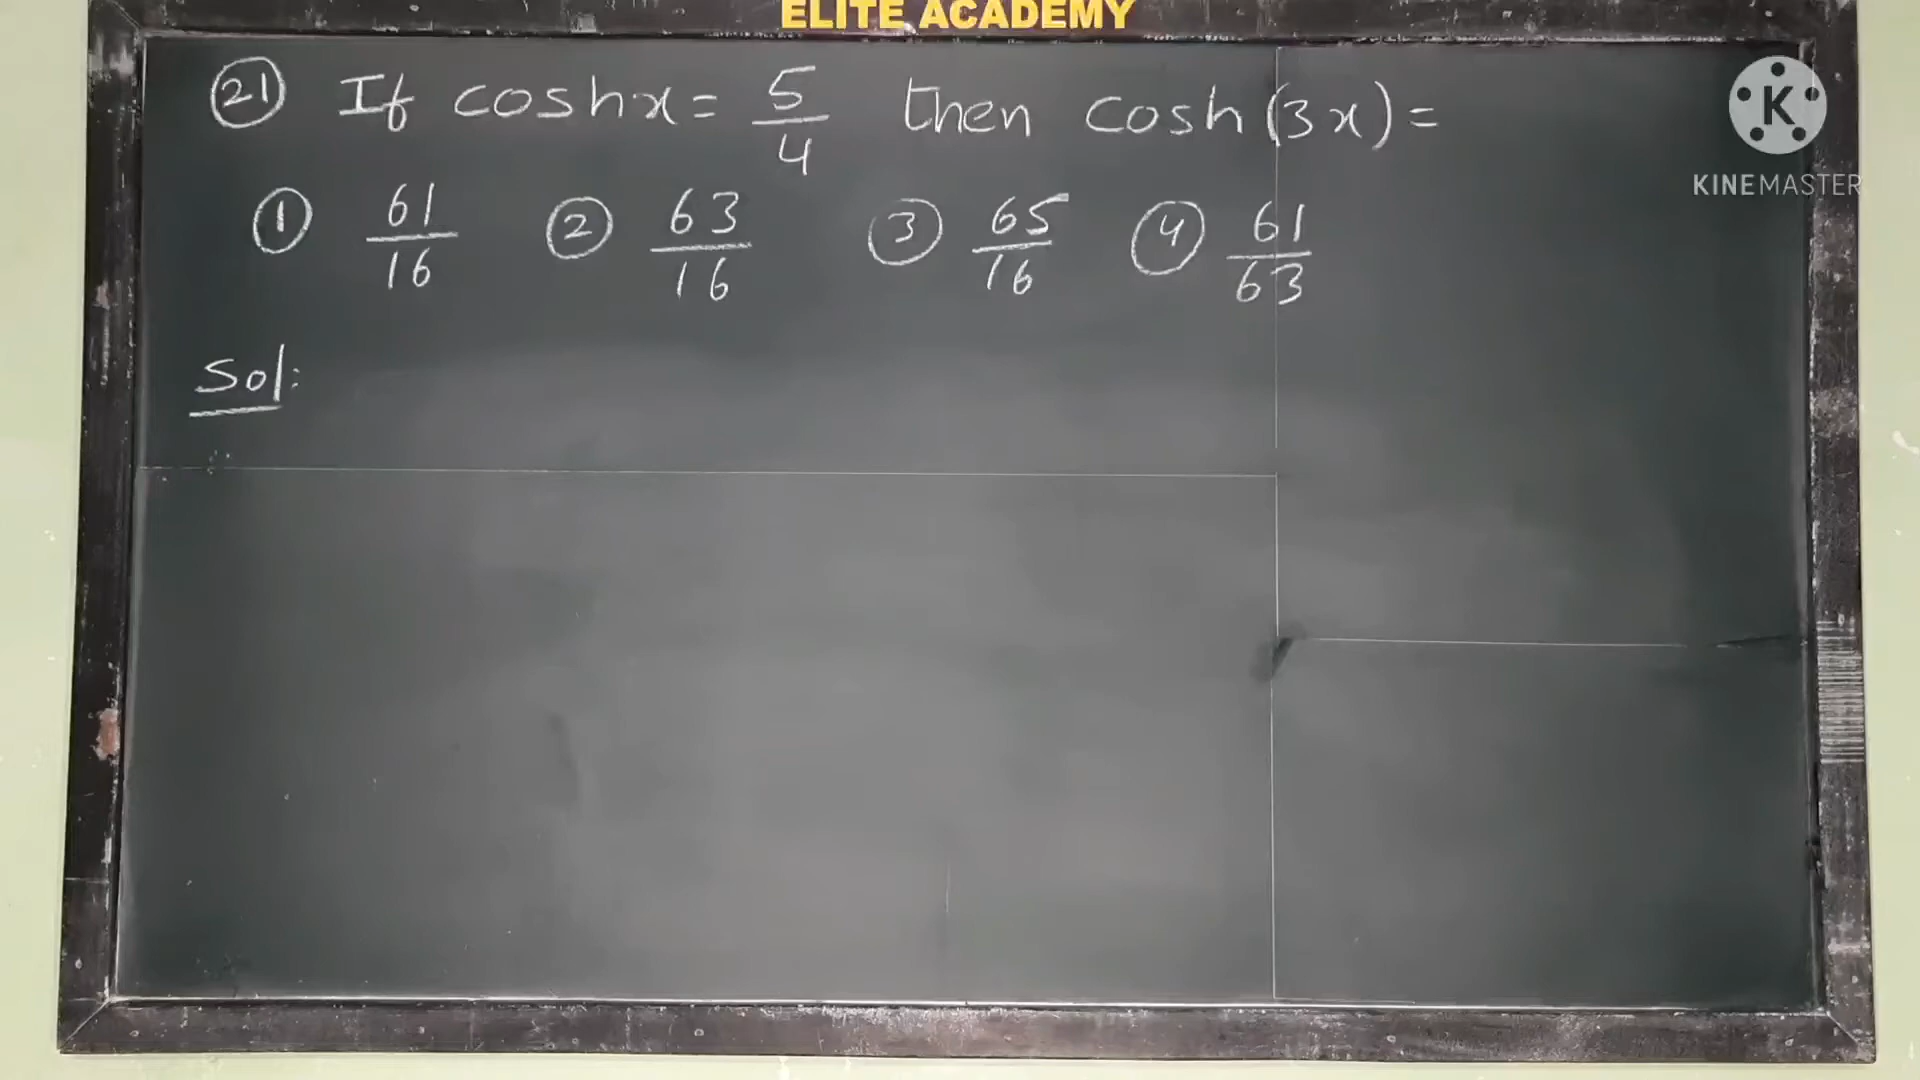 ELITE ACADEMY
21 If coshx = 5/4 then cosh(3x) =
1 61/16 2 63/16 3 65/16 4 61/63
Sol:
K
KINEMASTER